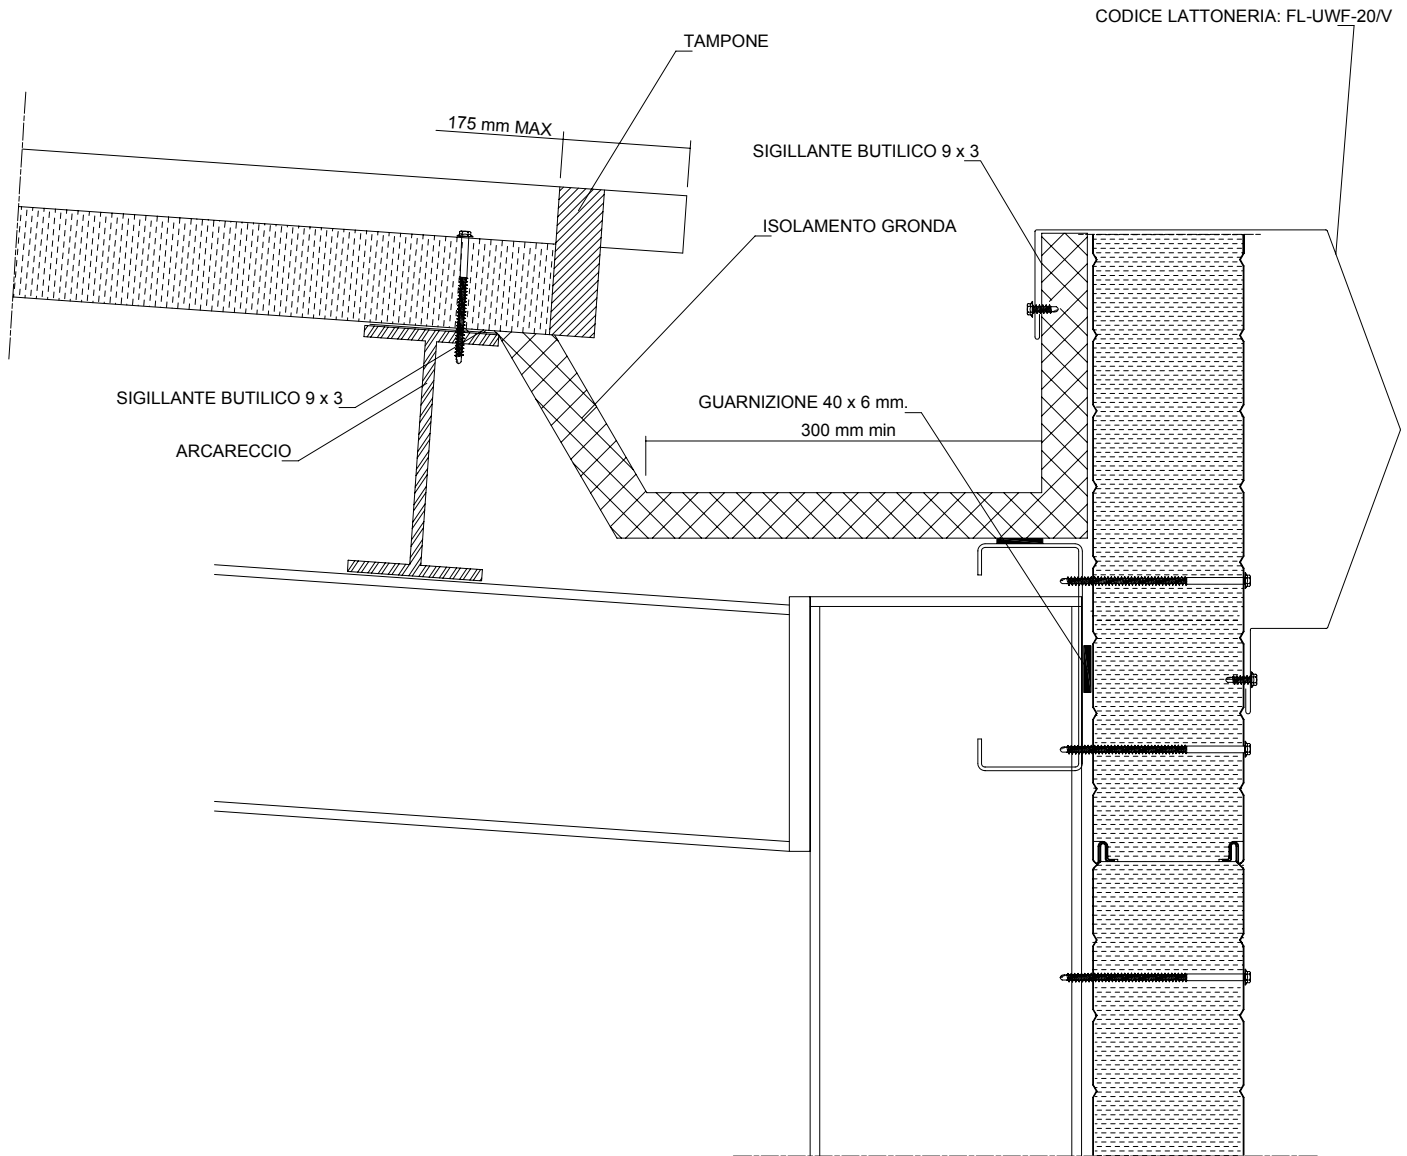 CODICE LATTONERIA: FL-UWF-20/V
TAMPONE
175 mm MAX
SIGILLANTE BUTILICO 9 x 3
ISOLAMENTO GRONDA
SIGILLANTE BUTILICO 9 x 3
GUARNIZIONE 40 x 6 mm.
300 mm min
ARCARECCIO